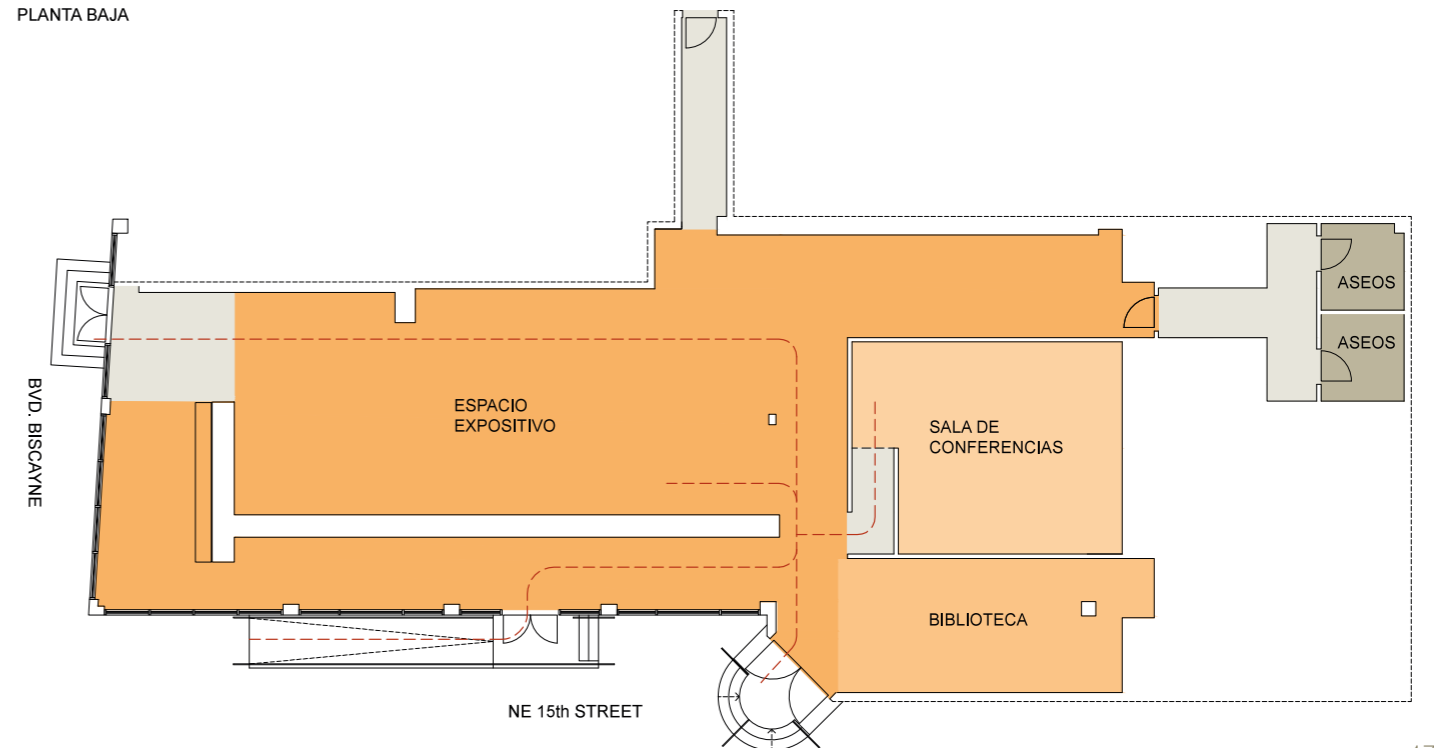 PLANTA BAJA
ASEOS
ASEOS
BVD. BISCAYNE
ESPACIO
EXPOSITIVO
SALA DE
CONFERENCIAS
BIBLIOTECA
NE 15th STREET